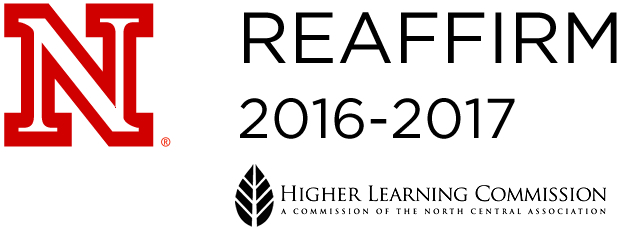 N®
REAFFIRM
2016-2017
HIGHER LEARNING COMMISSION
A COMMISSION OF THE NORTH CENTRAL ASSOCIATION